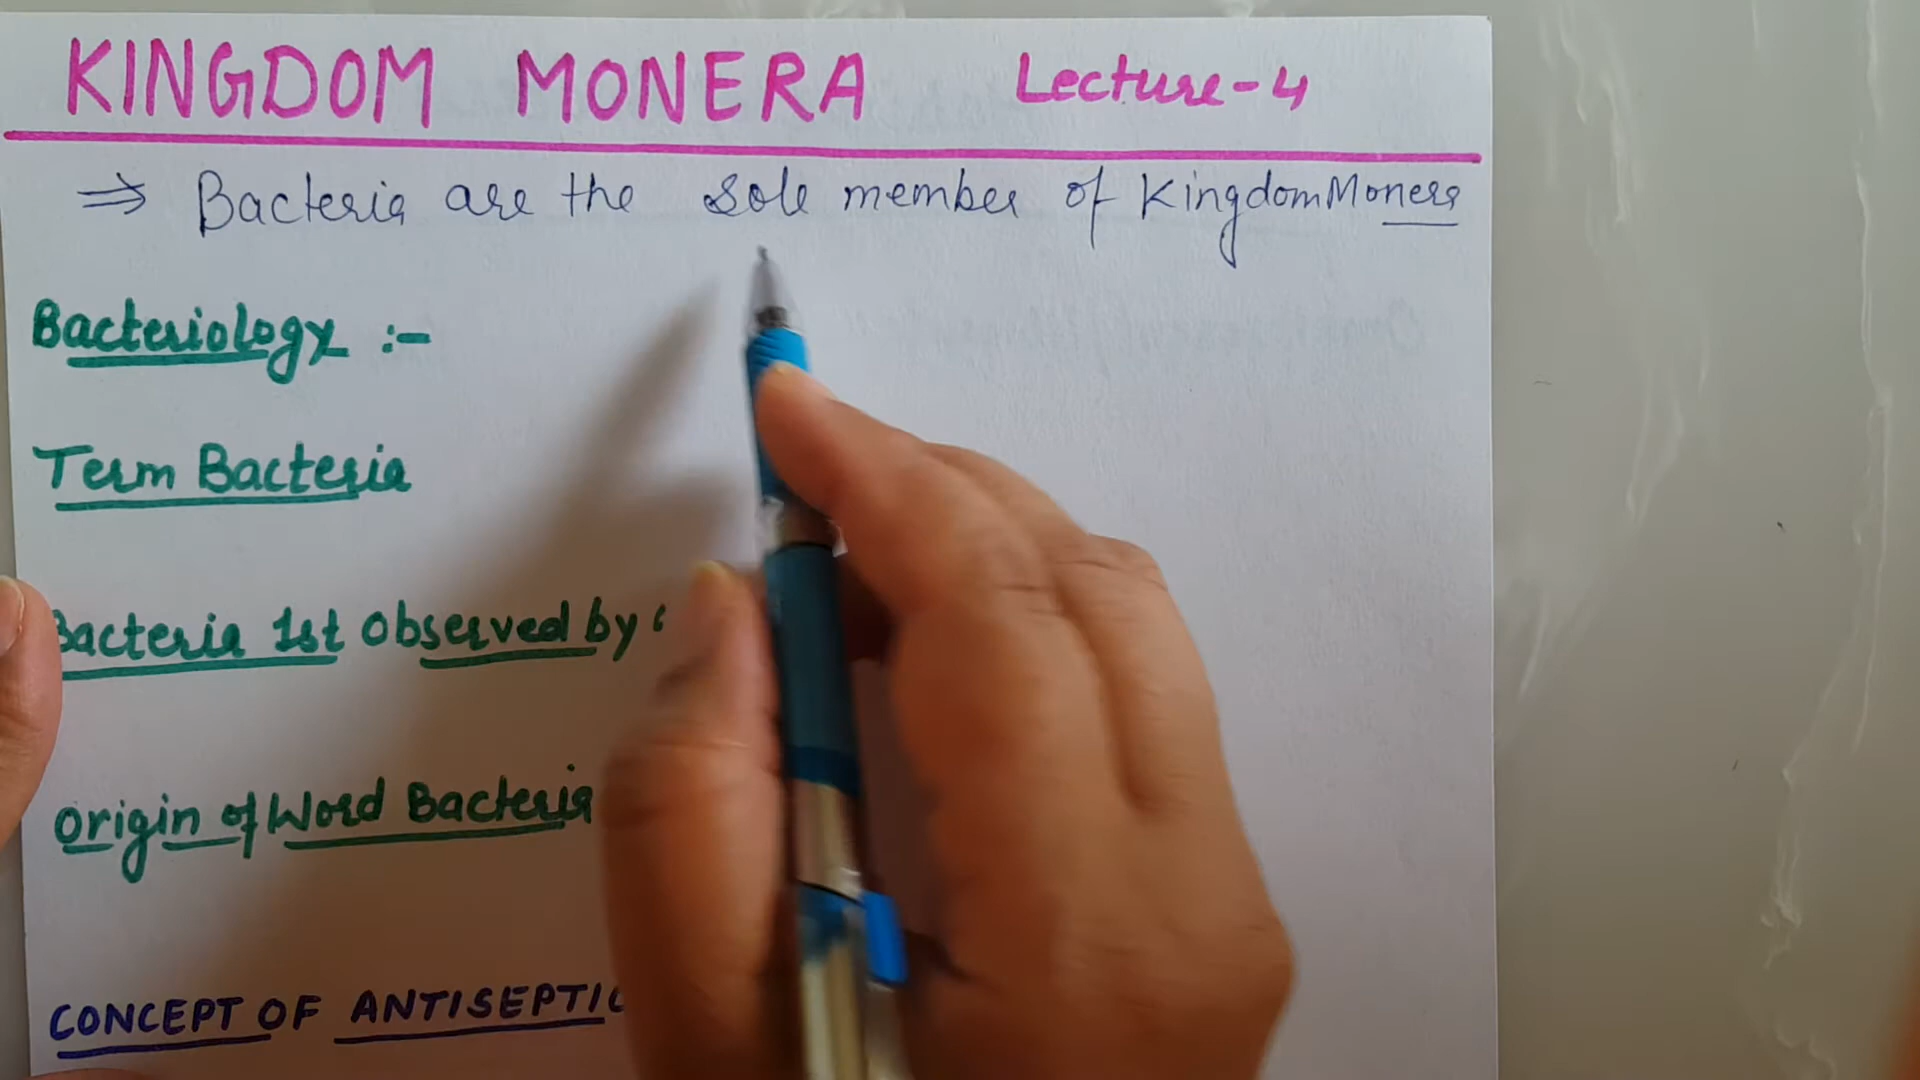 KINGDOM MONERA Lecture-4
⇒ Bacteria are the sole member of Kingdom Monera
Bacteriology :-
Term Bacteria
Bacteria 1st Observed by
Origin of Word Bacteria
CONCEPT OF ANTISEPTIC